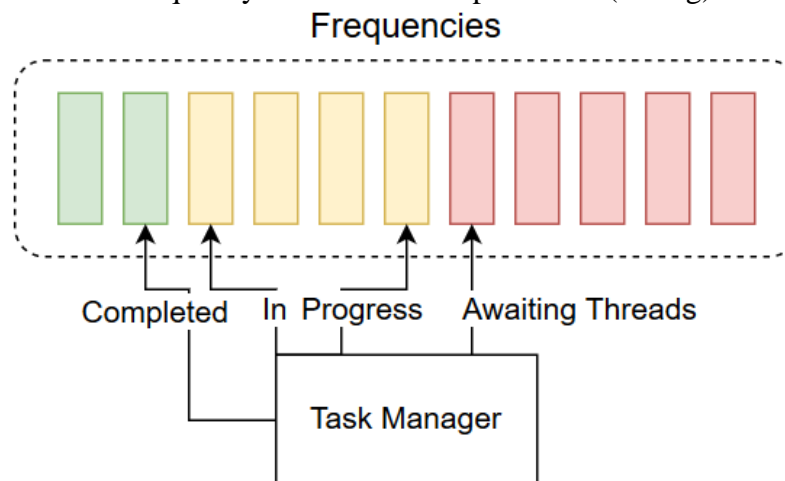 Frequencies
Completed
In Progress
Awaiting Threads
Task Manager